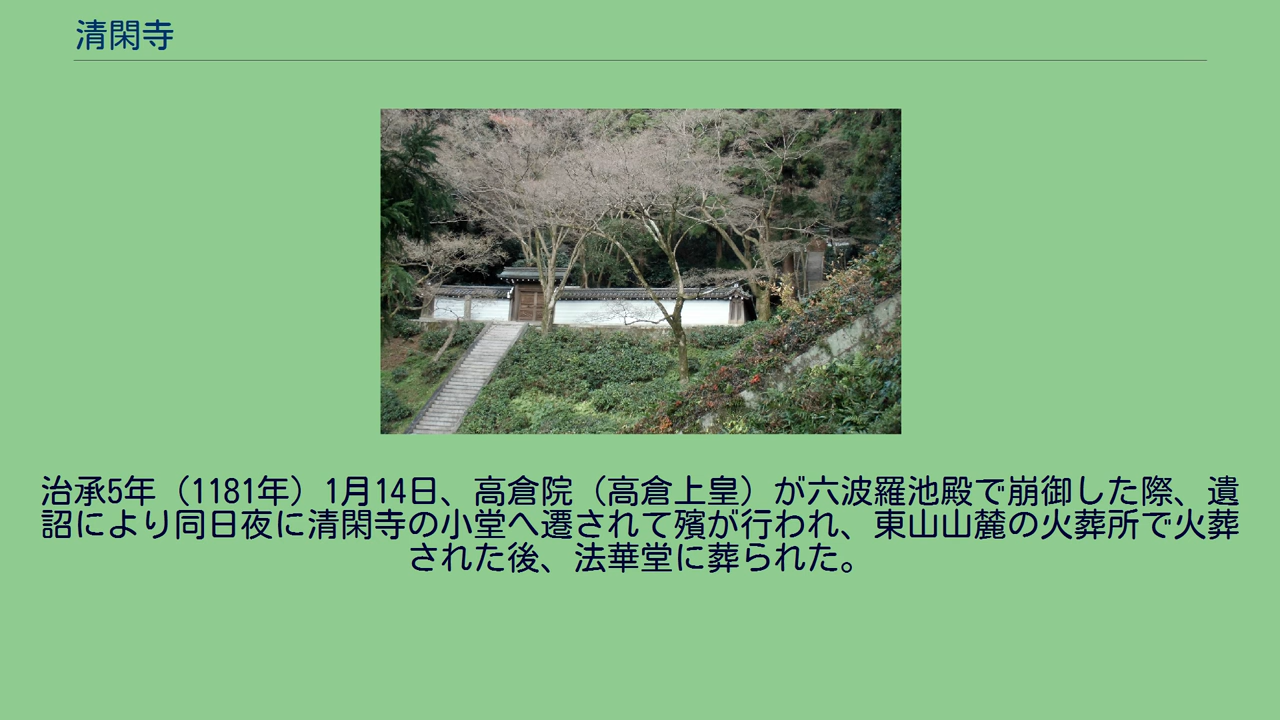 清閑寺
治承5年（1181年）1月14日、高倉院（高倉上皇）が六波羅池殿で崩御した際、遺
詔により同日夜に清閑寺の小堂へ遷されて殯が行われ、東山山麓の火葬所で火葬
された後、法華堂に葬られた。